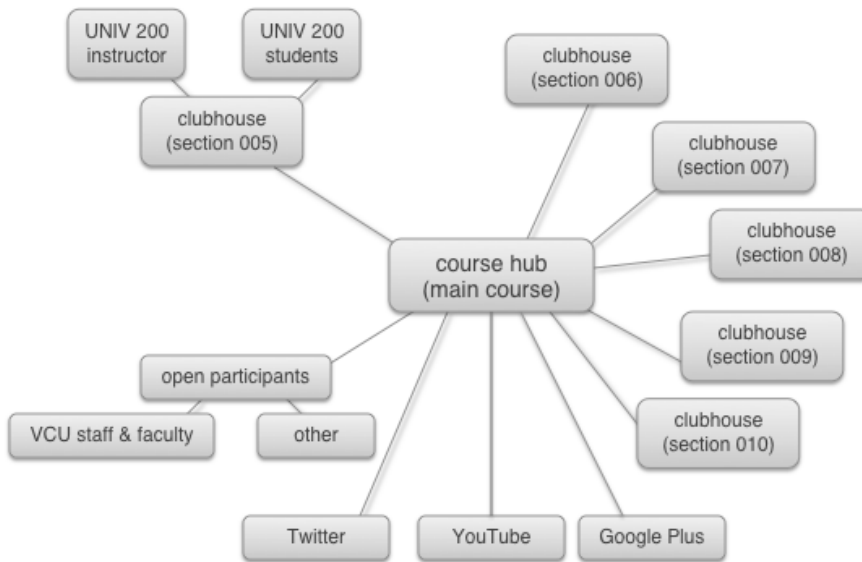 UNIV 200
instructor
UNIV 200
students
clubhouse
(section 005)
clubhouse
(section 006)
clubhouse
(section 007)
clubhouse
(section 008)
course hub
(main course)
clubhouse
(section 009)
open participants
VCU staff & faculty
other
clubhouse
(section 010)
Twitter
YouTube
Google Plus